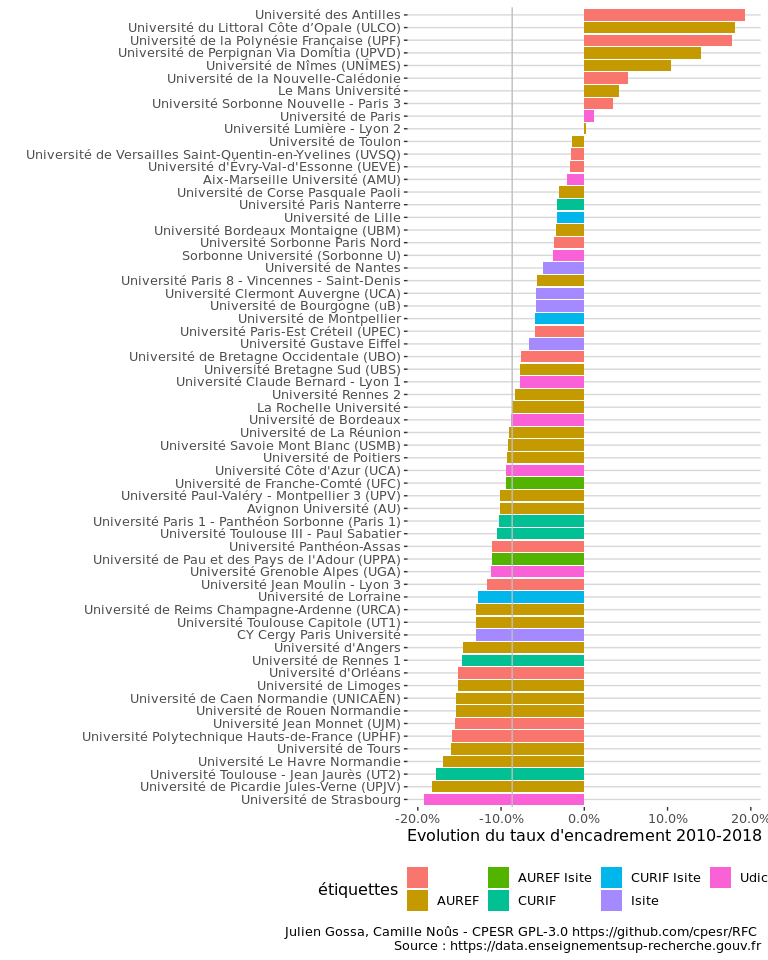 Université des Antilles
Université du Littoral Côte d’Opale (ULCO)
Université de la Polynésie Française (UPF)
Université de Perpignan Via Domitia (UPVD)
Université de Nîmes (UNIMES)
Université de la Nouvelle-Calédonie
Le Mans Université
Université Sorbonne Nouvelle - Paris 3
Université de Paris
Université Lumière - Lyon 2
Université de Toulon
Université de Versailles Saint-Quentin-en-Yvelines (UVSQ)
Université d'Évry-Val-d'Essonne (UEVE)
Aix-Marseille Université (AMU)
Université de Corse Pasquale Paoli
Université Paris Nanterre
Université de Lille
Université Bordeaux Montaigne (UBM)
Université Sorbonne Paris Nord
Sorbonne Université (Sorbonne U)
Université de Nantes
Université Paris 8 - Vincennes - Saint-Denis
Université Clermont Auvergne (UCA)
Université de Bourgogne (uB)
Université de Montpellier
Université Paris-Est Créteil (UPEC)
Université Gustave Eiffel
Université de Bretagne Occidentale (UBO)
Université Bretagne Sud (UBS)
Université Claude Bernard - Lyon 1
Université Rennes 2
La Rochelle Université
Université de Bordeaux
Université de La Réunion
Université Savoie Mont Blanc (USMB)
Université de Poitiers
Université Côte d'Azur (UCA)
Université de Franche-Comté (UFC)
Université Paul-Valéry - Montpellier 3 (UPV)
Avignon Université (AU)
Université Paris 1 - Panthéon Sorbonne (Paris 1)
Université Toulouse III - Paul Sabatier
Université Panthéon-Assas
Université de Pau et des Pays de l'Adour (UPPA)
Université Grenoble Alpes (UGA)
Université Jean Moulin - Lyon 3
Université de Lorraine
Université de Reims Champagne-Ardenne (URCA)
Université Toulouse Capitole (UT1)
CY Cergy Paris Université
Université d'Angers
Université de Rennes 1
Université d'Orléans
Université de Limoges
Université de Caen Normandie (UNICAEN)
Université de Rouen Normandie
Université Jean Monnet (UJM)
Université Polytechnique Hauts-de-France (UPHF)
Université de Tours
Université Le Havre Normandie
Université Toulouse - Jean Jaurès (UT2)
Université de Picardie Jules-Verne (UPJV)
Université de Strasbourg
-20.0% -10.0% 0.0% 10.0% 20.0%
Evolution du taux d'encadrement 2010-2018
étiquettes
AUREF
AUREF Isite
CURIF
CURIF Isite
Isite
Udic
Julien Gossa, Camille Noûs - CPESR GPL-3.0 https://github.com/cpesr/RFC
Source : https://data.enseignementsup-recherche.gouv.fr